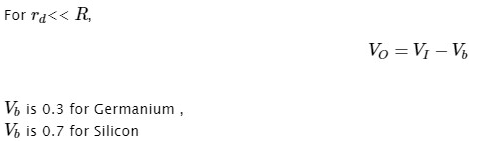 For r_d<< R,
V_O = V_I − V_b
V_b is 0.3 for Germanium ,
V_b is 0.7 for Silicon